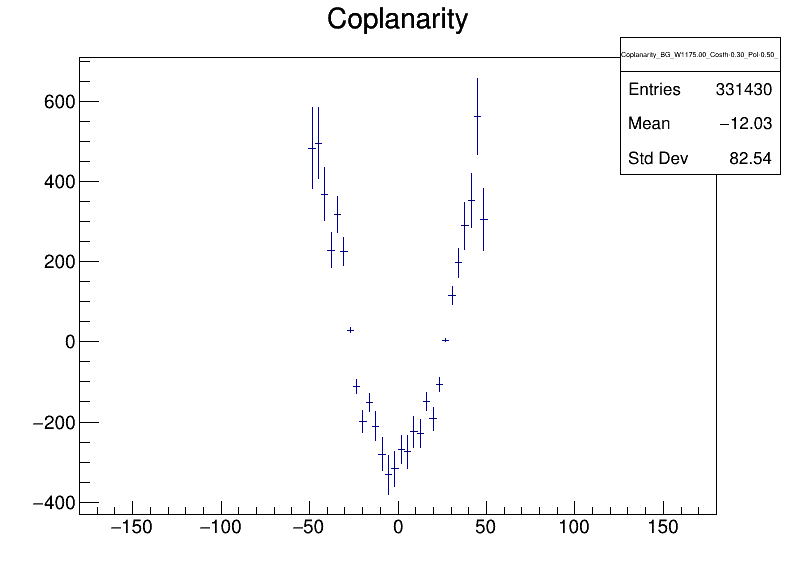 Coplanarity
Coplanarity_BG_W1175.00_Costh-0.30_Pol-0.50_
Entries 331430
Mean −12.03
Std Dev 82.54
600
400
200
0
−200
−400
−150 −100 −50 0 50 100 150